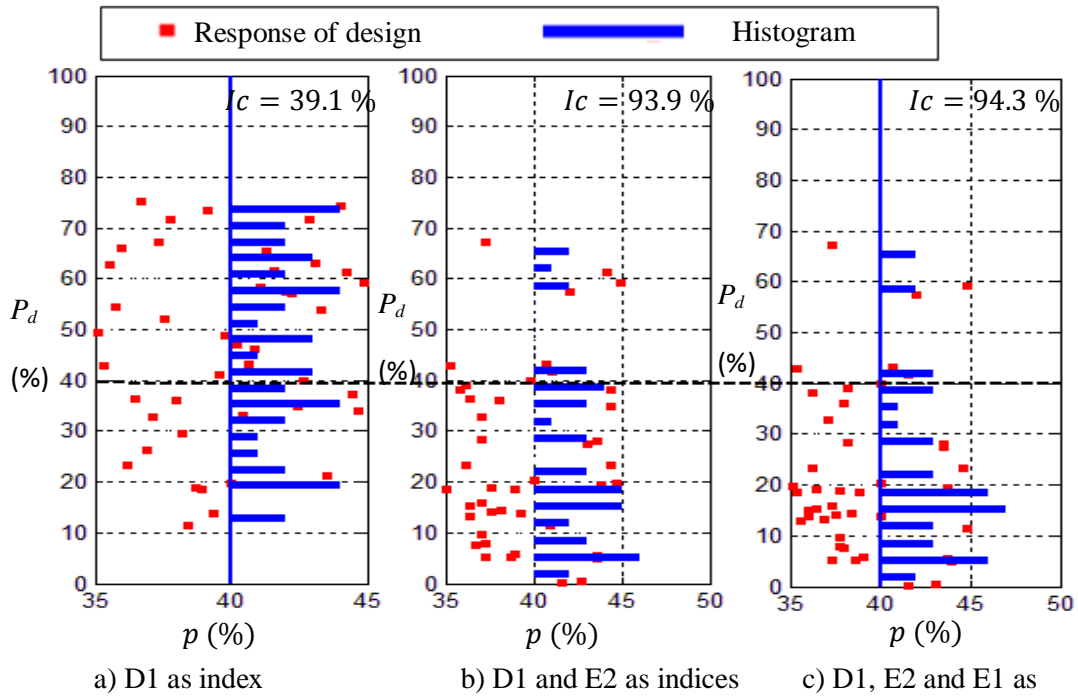 Response of design Histogram
Ic = 39.1 % Ic = 93.9 % Ic = 94.3 %
100 100 100
90 90 90
80 80 80
70 70 70
60 60 60
P_d P_d P_d
50 50 50
(%) (%) (%)
40 40 40
30 30 30
20 20 20
10 10 10
0 0 0
35 40 45 35 40 45 50 35 40 45 50
p (%) p (%) p (%)
a) D1 as index b) D1 and E2 as indices c) D1, E2 and E1 as